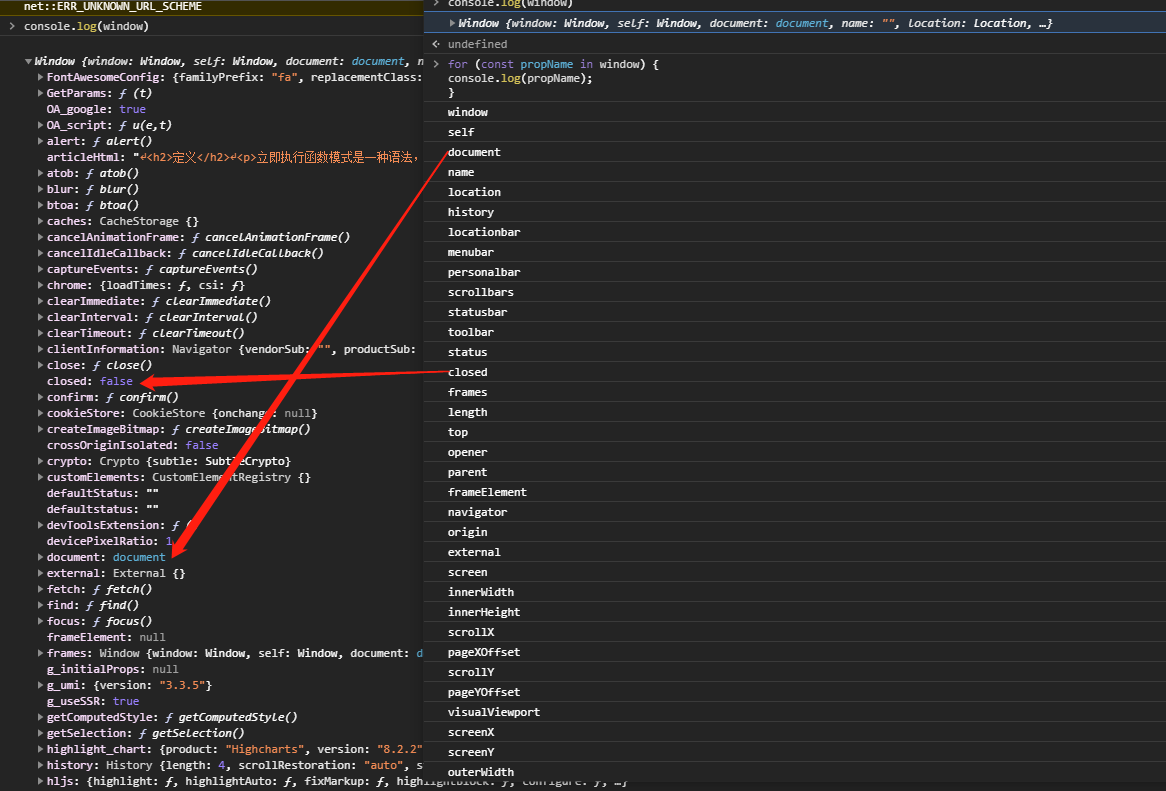 net::ERR_UNKNOWN_URL_SCHEME
> console.log(window)
▼Window {window: Window, self: Window, document: document, n
▶FontAwesomeConfig: {familyPrefix: "fa", replacementClass:
▶GetParams: ƒ (t)
OA_google: true
▶OA_script: ƒ u(e,t)
▶alert: ƒ alert()
articleHtml: "↵<h2>定义</h2>↵<p>立即执行函数模式是一种语法，
▶atob: ƒ atob()
▶blur: ƒ blur()
▶btoa: ƒ btoa()
▶caches: CacheStorage {}
▶cancelAnimationFrame: ƒ cancelAnimationFrame()
▶cancelIdleCallback: ƒ cancelIdleCallback()
▶captureEvents: ƒ captureEvents()
▶chrome: {loadTimes: ƒ, csi: ƒ}
▶clearImmediate: ƒ clearImmediate()
▶clearInterval: ƒ clearInterval()
▶clearTimeout: ƒ clearTimeout()
▶clientInformation: Navigator {vendorSub: "", productSub:
▶close: ƒ close()
closed: false
▶confirm: ƒ confirm()
▶cookieStore: CookieStore {onchange: null}
▶createImageBitmap: ƒ createImageBitmap()
crossOriginIsolated: false
▶crypto: Crypto {subtle: SubtleCrypto}
▶customElements: CustomElementRegistry {}
defaultStatus: ""
defaultstatus: ""
▶devToolsExtension: ƒ (
devicePixelRatio: 1
▶document: document
▶external: External {}
▶fetch: ƒ fetch()
▶find: ƒ find()
▶focus: ƒ focus()
frameElement: null
▶frames: Window {window: Window, self: Window, document: d
g_initialProps: null
▶g_umi: {version: "3.3.5"}
g_useSSR: true
▶getComputedStyle: ƒ getComputedStyle()
▶getSelection: ƒ getSelection()
▶highlight_chart: {product: "Highcharts", version: "8.2.2"
▶history: History {length: 4, scrollRestoration: "auto", s
▶hljs: {highlight: ƒ, highlightAuto: ƒ, fixMarkup: ƒ, highlightBlock: ƒ, configure: ƒ, …}
> console.log(window)
▶Window {window: Window, self: Window, document: document, name: "", location: Location, …}
undefined
> for (const propName in window) {
console.log(propName);
}
window
self
document
name
location
history
locationbar
menubar
personalbar
scrollbars
statusbar
toolbar
status
closed
frames
length
top
opener
parent
frameElement
navigator
origin
external
screen
innerWidth
innerHeight
scrollX
pageXOffset
scrollY
pageYOffset
visualViewport
screenX
screenY
outerWidth